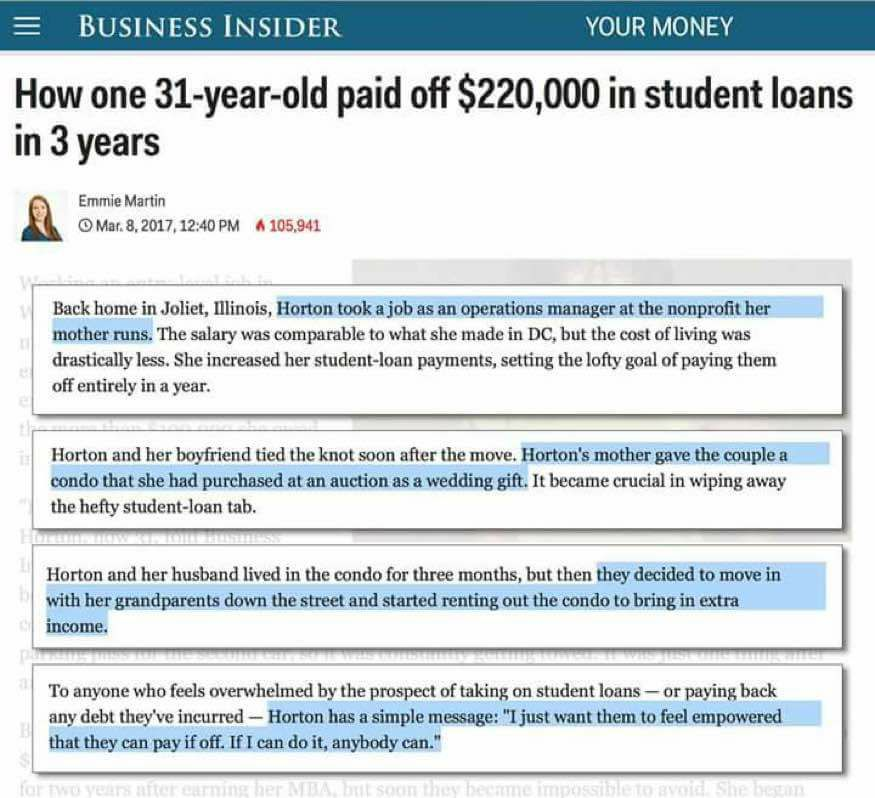 BUSINESS INSIDER
YOUR MONEY
How one 31-year-old paid off $220,000 in student loans
in 3 years
Emmie Martin
Mar. 8, 2017, 12:40 PM 105,941
Back home in Joliet, Illinois, Horton took a job as an operations manager at the nonprofit her
mother runs. The salary was comparable to what she made in DC, but the cost of living was
drastically less. She increased her student-loan payments, setting the lofty goal of paying them
off entirely in a year.
Horton and her boyfriend tied the knot soon after the move. Horton's mother gave the couple a
condo that she had purchased at an auction as a wedding gift. It became crucial in wiping away
the hefty student-loan tab.
Horton and her husband lived in the condo for three months, but then they decided to move in
with her grandparents down the street and started renting out the condo to bring in extra
income.
To anyone who feels overwhelmed by the prospect of taking on student loans — or paying back
any debt they've incurred — Horton has a simple message: "I just want them to feel empowered
that they can pay if off. If I can do it, anybody can."
for two years after earning her MBA, but soon they became impossible to avoid. She began